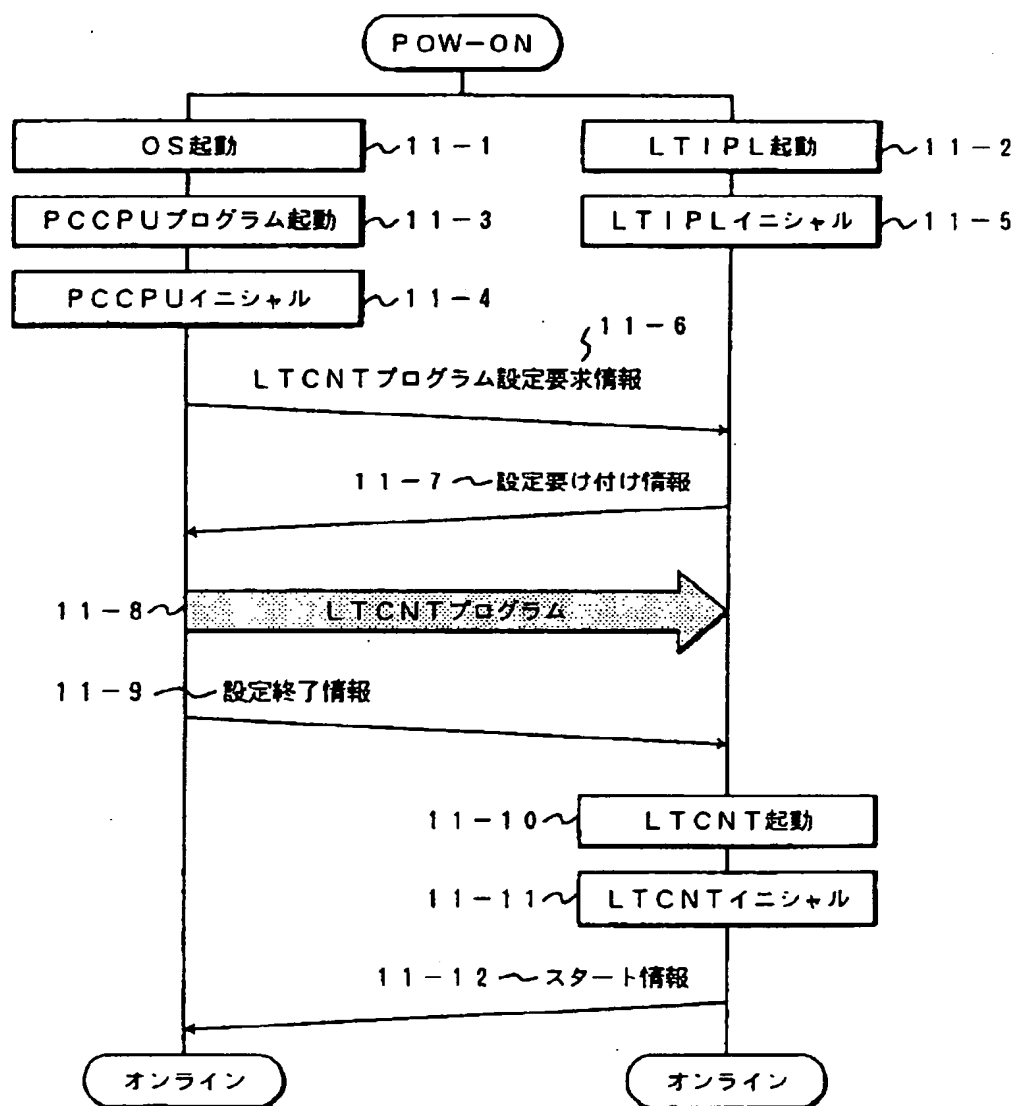 POW-ON
OS起動 11-1
LTIPL起動 11-2
PCCPUプログラム起動 11-3
LTIPLイニシャル 11-5
PCCPUイニシャル 11-4
11-6
LTCNTプログラム設定要求情報
11-7 設定要け付け情報
11-8 LTCNTプログラム
11-9 設定終了情報
11-10 LTCNT起動
11-11 LTCNTイニシャル
11-12 スタート情報
オンライン
オンライン